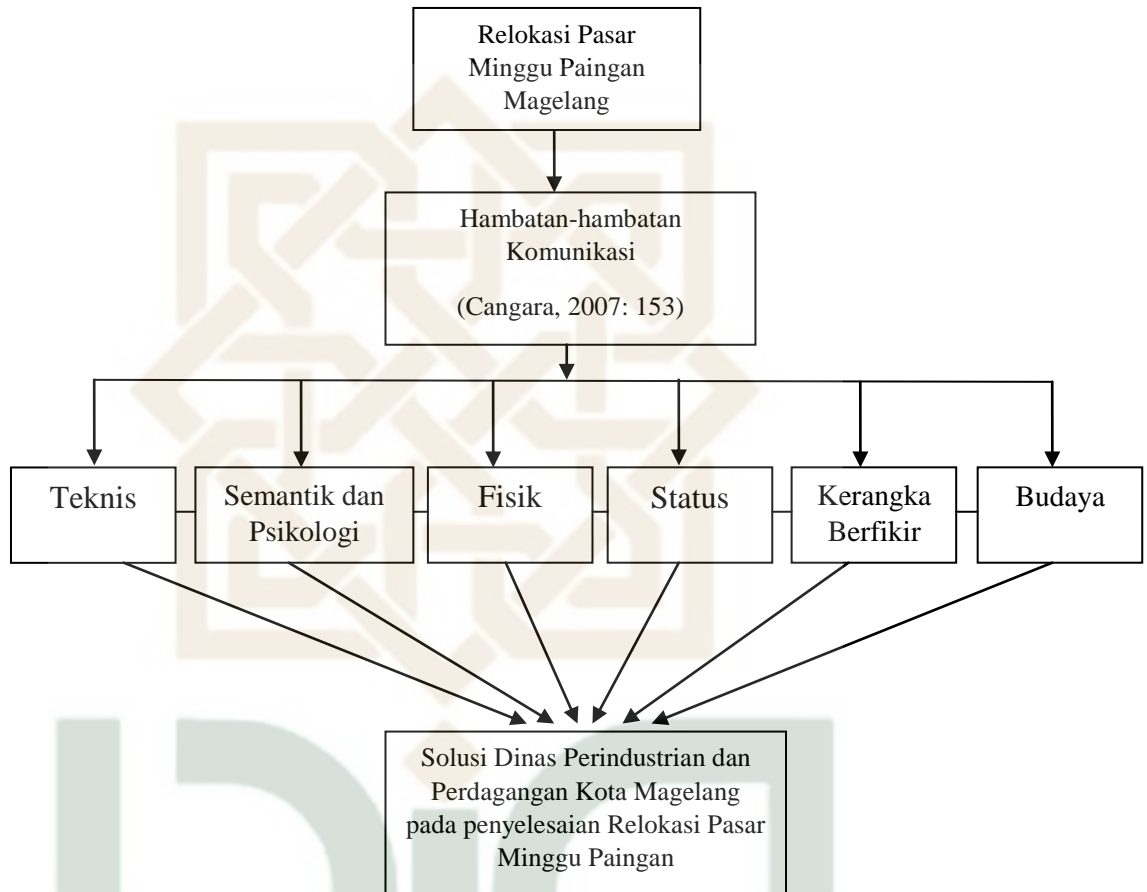 Relokasi Pasar
Minggu Paingan
Magelang
Hambatan-hambatan
Komunikasi
(Cangara, 2007: 153)
Teknis
Semantik dan
Psikologi
Fisik
Status
Kerangka
Berfikir
Budaya
Solusi Dinas Perindustrian dan
Perdagangan Kota Magelang
pada penyelesaian Relokasi Pasar
Minggu Paingan